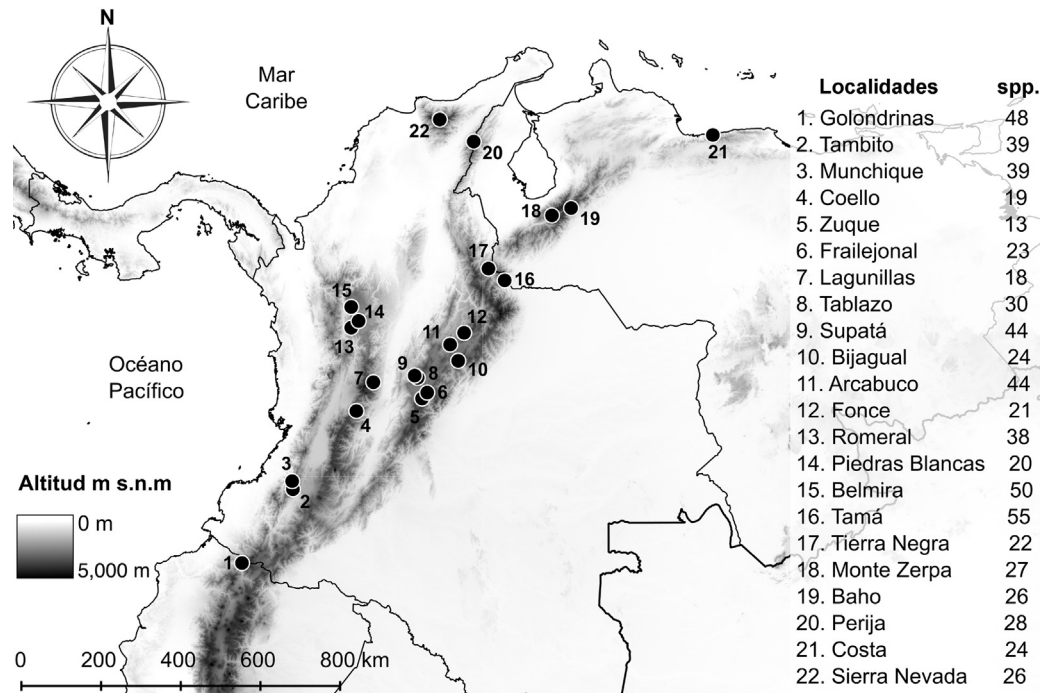 N
Mar
Caribe
Océano
Pacífico
22
20
21
18
19
17
16
15
14
13
12
11
10
9
8
7
6
5
4
3
2
1
Altitud m s.n.m
0 m
5,000 m
0 200 400 600 800 km
Localidades spp.
1. Golondrinas 48
2. Tambito 39
3. Munchique 39
4. Coello 19
5. Zuque 13
6. Frailejonal 23
7. Lagunillas 18
8. Tablazo 30
9. Supatá 44
10. Bijagual 24
11. Arcabuco 44
12. Fonce 21
13. Romeral 38
14. Piedras Blancas 20
15. Belmira 50
16. Tamá 55
17. Tierra Negra 22
18. Monte Zerpa 27
19. Baho 26
20. Perija 28
21. Costa 24
22. Sierra Nevada 26